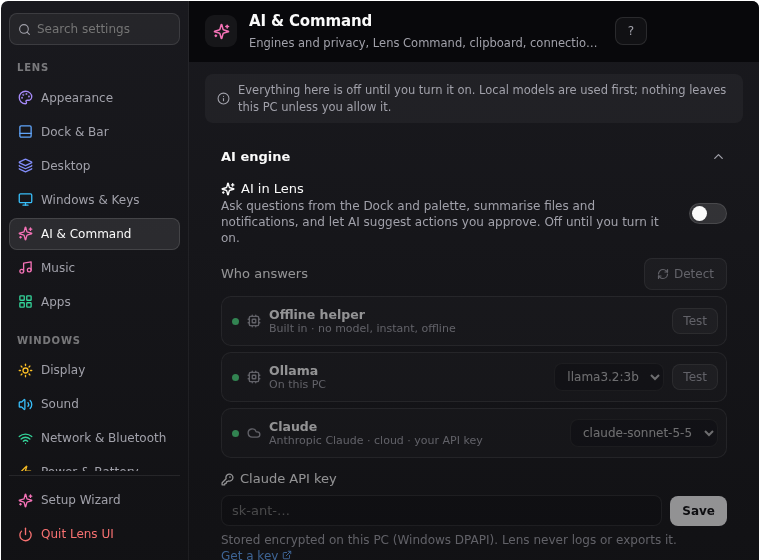 Search settings
LENS
Appearance
Dock & Bar
Desktop
Windows & Keys
AI & Command
Music
Apps
WINDOWS
Display
Sound
Network & Bluetooth
Power & Battery
Setup Wizard
Quit Lens UI
AI & Command
Engines and privacy, Lens Command, clipboard, connectio...
?
Everything here is off until you turn it on. Local models are used first; nothing leaves
this PC unless you allow it.
AI engine
AI in Lens
Ask questions from the Dock and palette, summarise files and
notifications, and let AI suggest actions you approve. Off until you turn it
on.
Who answers
Detect
Offline helper
Built in · no model, instant, offline
Test
Ollama
On this PC
llama3.2:3b
Test
Claude
Anthropic Claude · cloud · your API key
claude-sonnet-5-5
Claude API key
sk-ant-...
Save
Stored encrypted on this PC (Windows DPAPI). Lens never logs or exports it.
Get a key